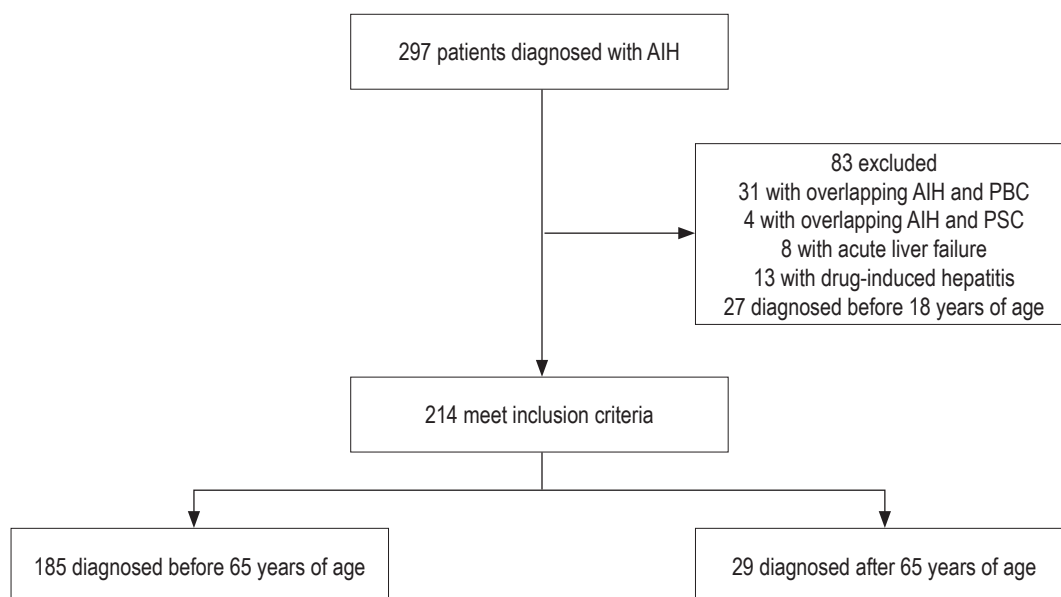 297 patients diagnosed with AIH
83 excluded
31 with overlapping AIH and PBC
4 with overlapping AIH and PSC
8 with acute liver failure
13 with drug-induced hepatitis
27 diagnosed before 18 years of age
214 meet inclusion criteria
185 diagnosed before 65 years of age
29 diagnosed after 65 years of age